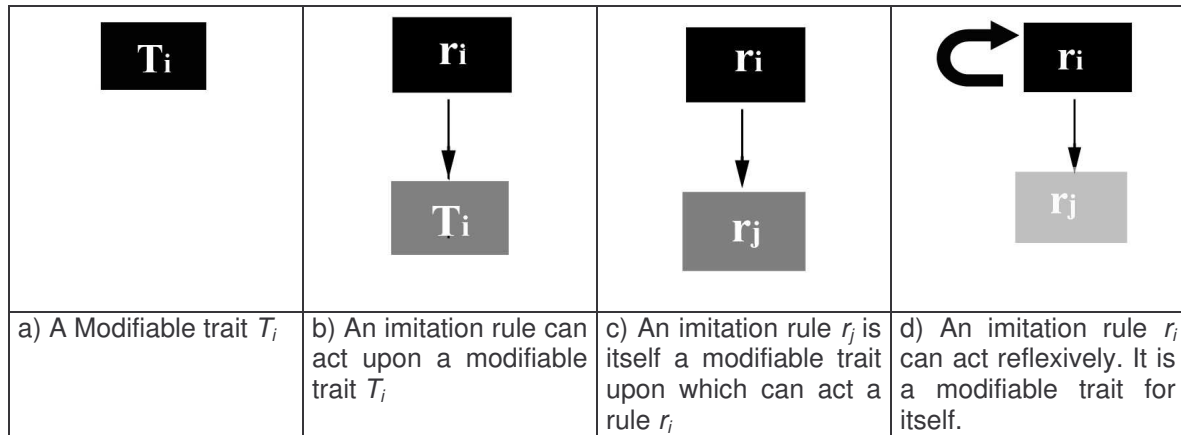 Ti
ri
Ti
ri
rj
ri
rj
a) A Modifiable trait Ti
b) An imitation rule can
act upon a modifiable
trait Ti
c) An imitation rule rj is
itself a modifiable trait
upon which can act a
rule ri
d) An imitation rule ri
can act reflexively. It is
a modifiable trait for
itself.